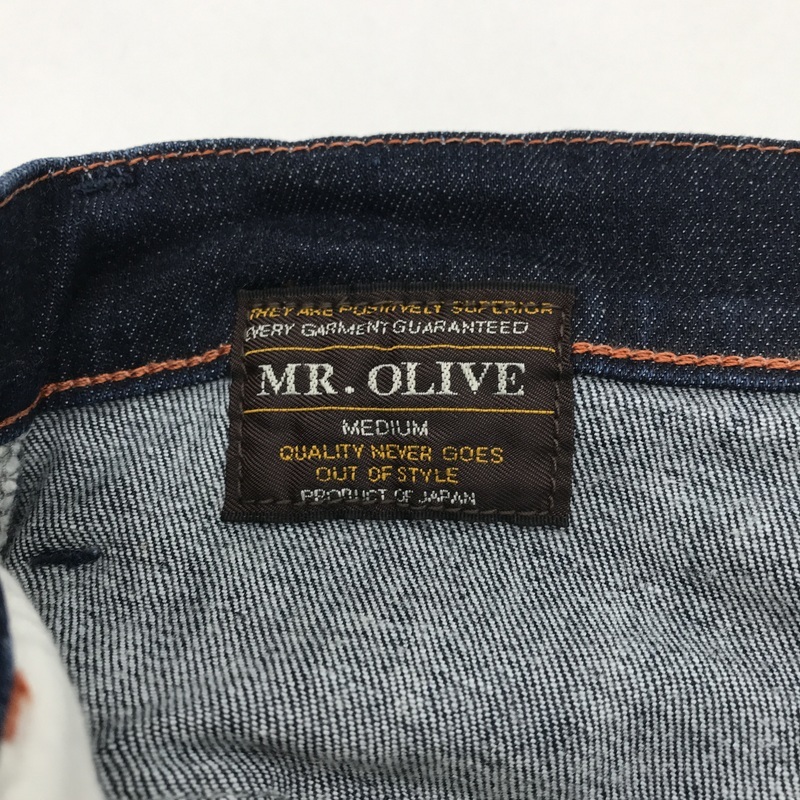 THEY ARE POSITIVELY SUPERIOR
EVERY GARMENT GUARANTEED
MR. OLIVE
MEDIUM
QUALITY NEVER GOES
OUT OF STYLE
PRODUCT OF JAPAN